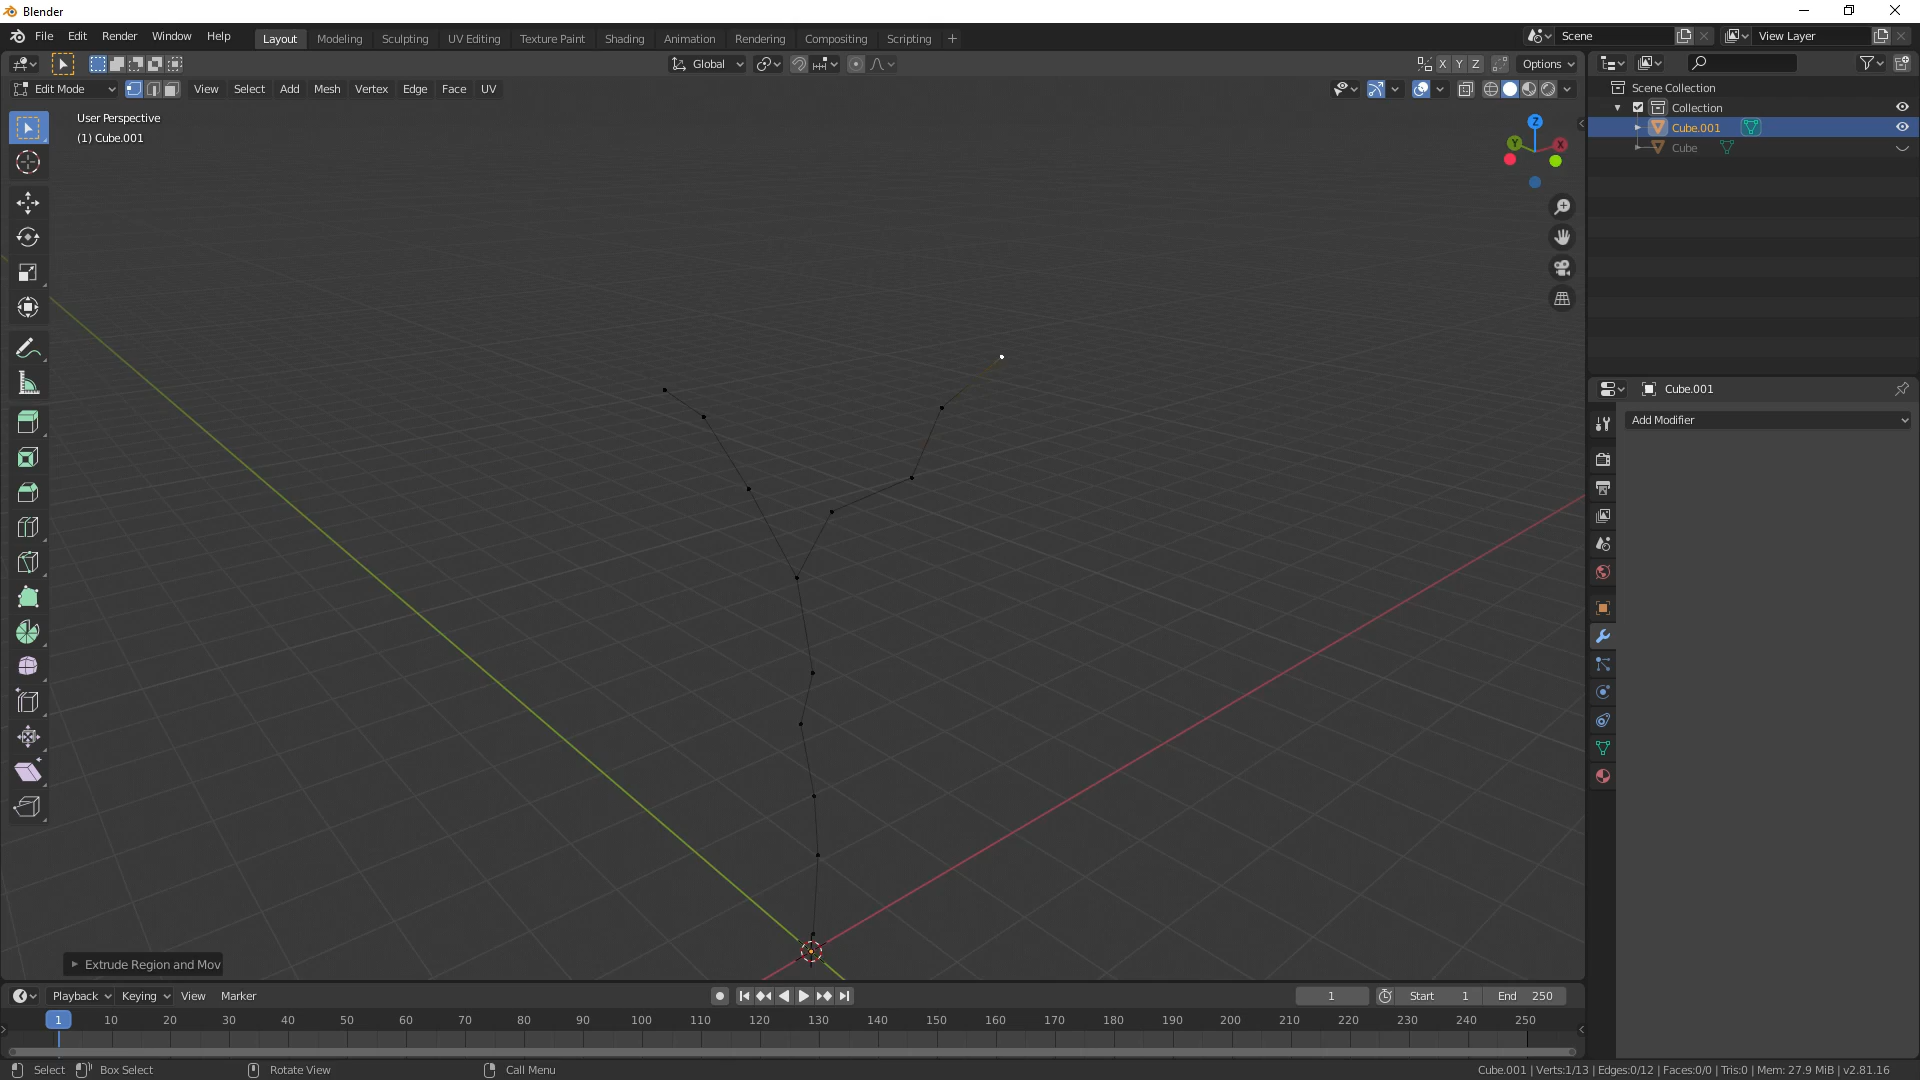 Blender
File Edit Render Window Help Layout Modeling Sculpting UV Editing Texture Paint Shading Animation Rendering Compositing Scripting + Scene View Layer
Global X Y Z Options
Edit Mode View Select Add Mesh Vertex Edge Face UV
User Perspective
(1) Cube.001
Z
Y
X
Scene Collection
Collection
Cube.001
Cube
Cube.001
Add Modifier
Extrude Region and Mov
Playback Keying View Marker 1 Start 1 End 250
1 10 20 30 40 50 60 70 80 90 100 110 120 130 140 150 160 170 180 190 200 210 220 230 240 250
Select Box Select Rotate View Call Menu Cube.001 | Verts:1/13 | Edges:0/12 | Faces:0/0 | Tris:0 | Mem: 27.9 MiB | v2.81.16